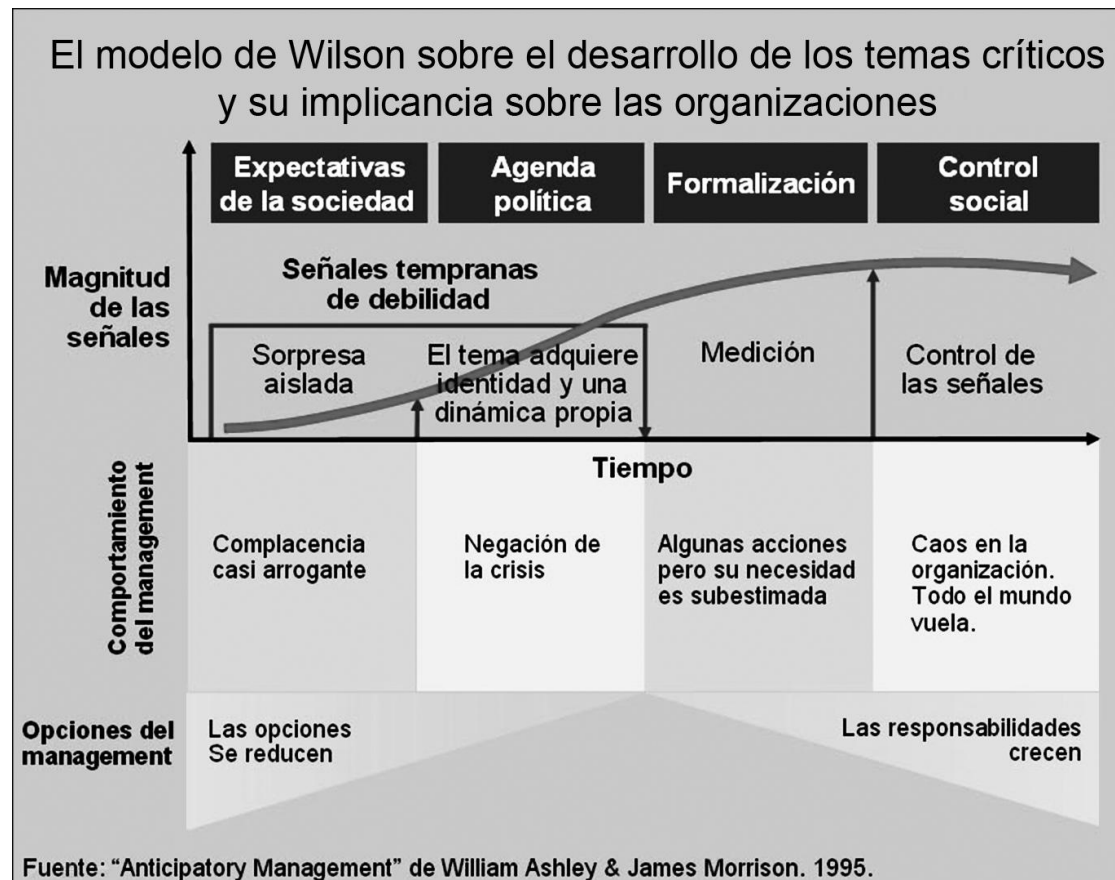 El modelo de Wilson sobre el desarrollo de los temas críticos
y su implicancia sobre las organizaciones
Expectativas
de la sociedad
Agenda
política
Formalización
Control
social
Magnitud
de las
señales
Señales tempranas
de debilidad
Sorpresa
aislada
El tema adquiere
identidad y una
dinámica propia
Medición
Control de
las señales
Tiempo
Comportamiento
del management
Complacencia
casi arrogante
Negación de
la crisis
Algunas acciones
pero su necesidad
es subestimada
Caos en la
organización.
Todo el mundo
vuela.
Opciones del
management
Las opciones
Se reducen
Las responsabilidades
crecen
Fuente: “Anticipatory Management” de William Ashley & James Morrison. 1995.